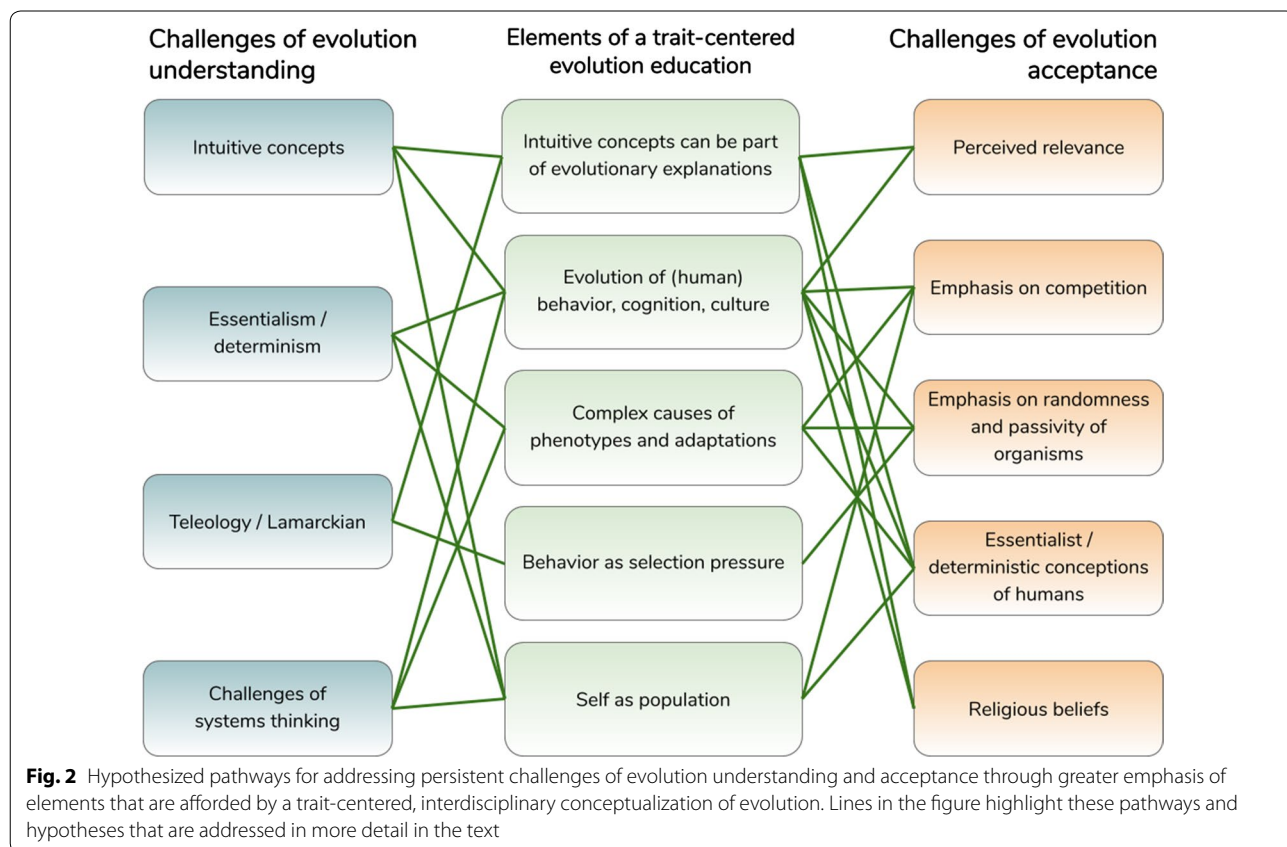 Challenges of evolution
understanding
Elements of a trait-centered
evolution education
Challenges of evolution
acceptance
Intuitive concepts
Essentialism /
determinism
Teleology / Lamarckian
Challenges of
systems thinking
Intuitive concepts can be part
of evolutionary explanations
Evolution of (human)
behavior, cognition, culture
Complex causes of
phenotypes and adaptations
Behavior as selection pressure
Self as population
Perceived relevance
Emphasis on competition
Emphasis on randomness
and passivity of
organisms
Essentialist /
deterministic conceptions
of humans
Religious beliefs
Fig. 2 Hypothesized pathways for addressing persistent challenges of evolution understanding and acceptance through greater emphasis of
elements that are afforded by a trait-centered, interdisciplinary conceptualization of evolution. Lines in the figure highlight these pathways and
hypotheses that are addressed in more detail in the text